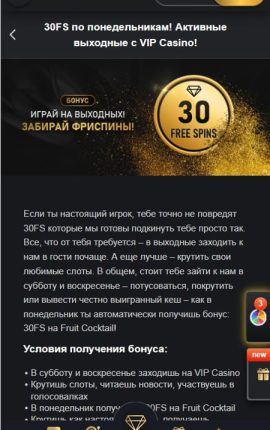 30FS по понедельникам! Активные
выходные с VIP Casino!
БОНУС
ИГРАЙ НА ВЫХОДНЫХ!
ЗАБИРАЙ ФРИСПИНЫ!
30
FREE SPINS
Если ты настоящий игрок, тебе точно не повредят
30FS которые мы готовы подкинуть тебе просто так.
Все, что от тебя требуется – в выходные заходить к
нам в гости почаще. А еще лучше – крутить свои
любимые слоты. В общем, стоит тебе зайти к нам в
субботу и воскресенье – потусоваться, покрутить
или вывести честно выигранный кеш – как в
понедельник ты автоматически получишь бонус:
30FS на Fruit Cocktail!
3
new
Условия получения бонуса:
• В субботу и воскресенье заходишь на VIP Casino
• Крутишь слоты, читаешь новости, участвуешь в
голосовалках
• В понедельник получаешь 30FS на Fruit Cocktail
• Крутишь как настоящий